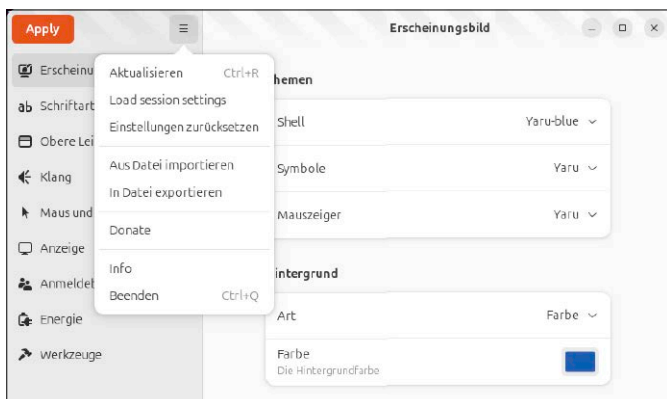 Apply
Erscheinungsbild
Erscheinu
Schriftart
Obere Lei
Klang
Maus und
Anzeige
Anmeldeb
Energie
Werkzeuge
Aktualisieren Ctrl+R
Load session settings
Einstellungen zurücksetzen
Aus Datei importieren
In Datei exportieren
Donate
Info
Beenden Ctrl+Q
hemen
Shell Yaru-blue
Symbole Yaru
Mauszeiger Yaru
intergrund
Art Farbe
Farbe
Die Hintergrundfarbe